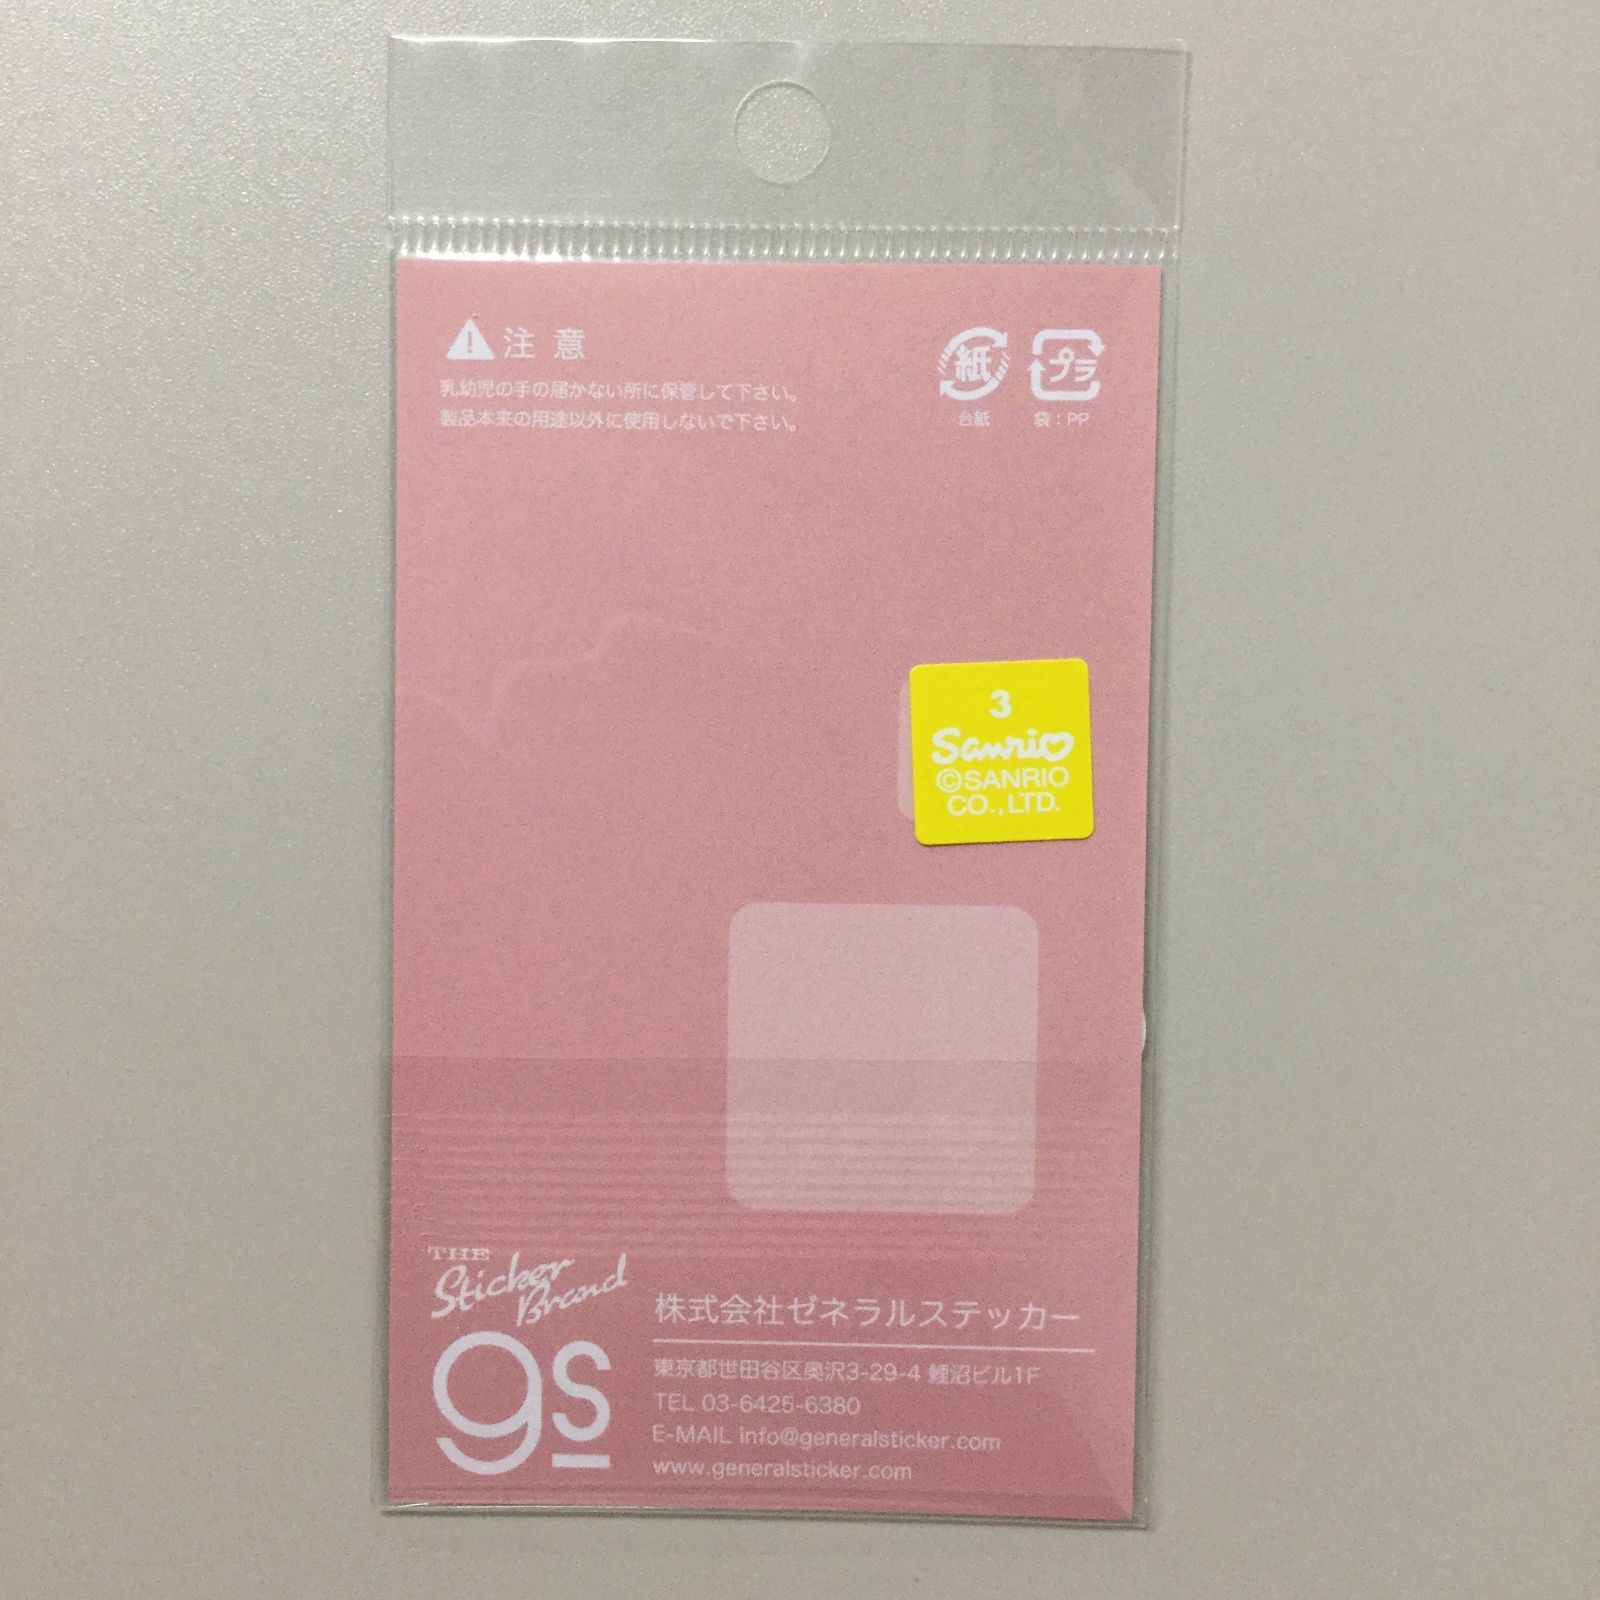 注意
乳幼児の手の届かない所に保管して下さい。
製品本来の用途以外に使用しないで下さい。
紙
台紙
プラ
袋：PP
3
Sanrio
©SANRIO
CO.,LTD.
THE
Sticker
Brand
gs
株式会社ゼネラルステッカー
東京都世田谷区奥沢3-29-4 鯉沼ビル1F
TEL 03-6425-6380
E-MAIL info@generalsticker.com
www.generalsticker.com